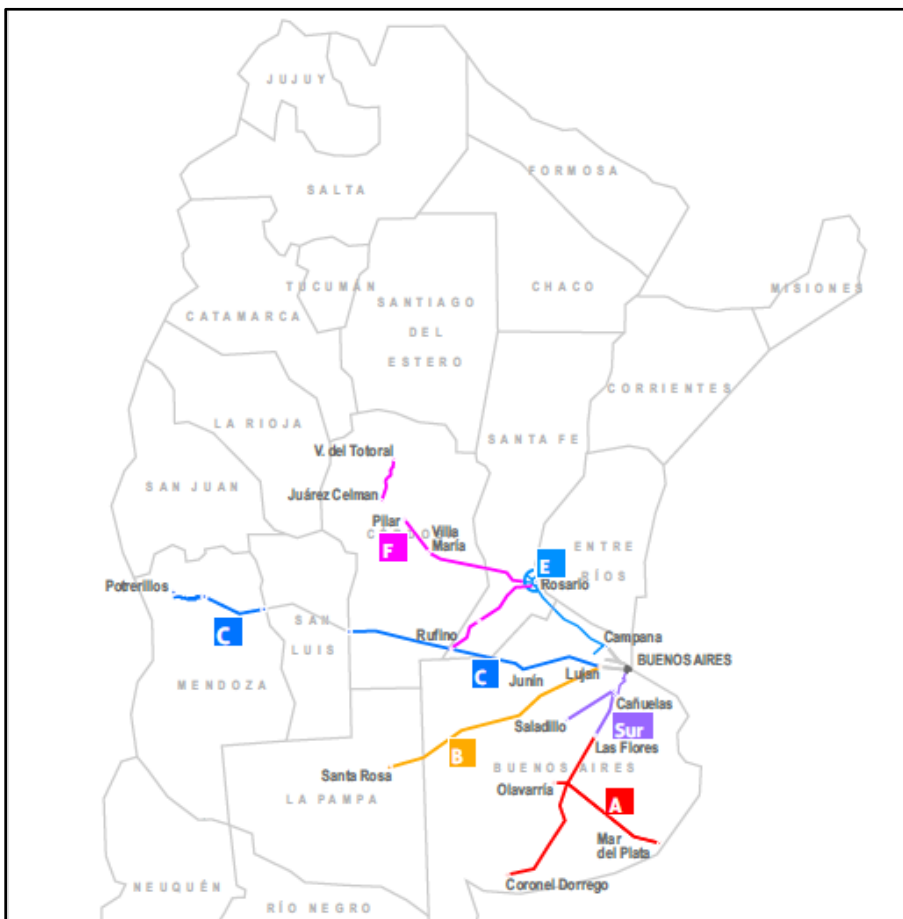 JUJUY
FORMOSA
SALTA
CHACO
MISIONES
TUCUMÁN
SANTIAGO
DEL
ESTERO
CATAMARCA
CORRIENTES
LA RIOJA
SANTA FE
V. del Totoral
SAN JUAN
Juárez Celman
Pilar
Villa
María
F
ENTRE
RÍOS
E
Rosario
Potrerillos
C
SAN
LUIS
Rufino
Campana
BUENOS AIRES
MENDOZA
C
Junín
Lujan
Cañuelas
Saladillo
Sur
Las Flores
B
BUENOS AIRES
Santa Rosa
LA PAMPA
Olavarría
A
Mar
del Plata
Coronel Dorrego
NEUQUÉN
RÍO NEGRO